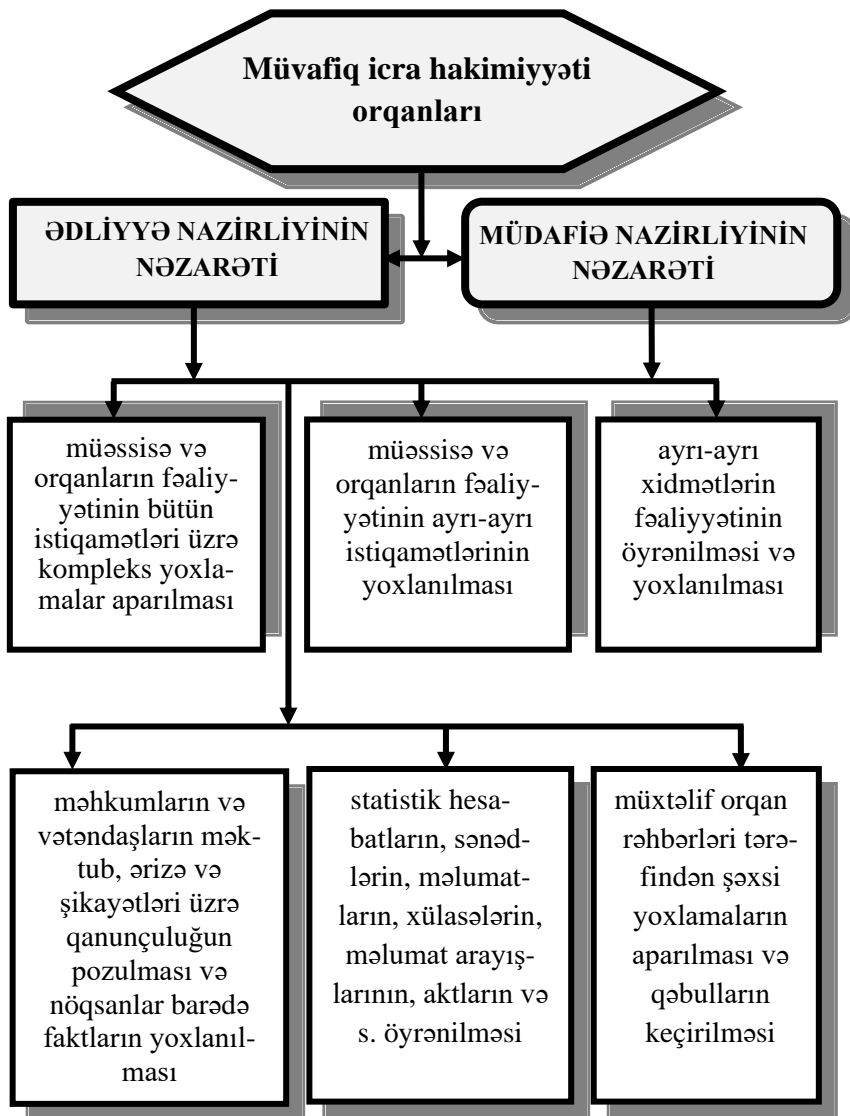 Müvafiq icra hakimiyyəti
orqanları
ƏDLİYYƏ NAZİRLİYİNİN
NƏZARƏTİ
MÜDAFİƏ NAZİRLİYİNİN
NƏZARƏTİ
müəssisə və
orqanların fəaliy-
yətinin bütün
istiqamətləri üzrə
kompleks yoxla-
malar aparılması
müəssisə və
orqanların fəaliy-
yətinin ayrı-ayrı
istiqamətlərinin
yoxlanılması
ayrı-ayrı
xidmətlərin
fəaliyyətinin
öyrənilməsi və
yoxlanılması
məhkumların və
vətəndaşların mək-
tub, ərizə və
şikayətləri üzrə
qanunçuluğun
pozulması və
nöqsanlar barədə
faktların yoxlanıl-
ması
statistik hesa-
batların, sənəd-
lərin, məlumat-
ların, xülasələrin,
məlumat arayış-
larının, aktların və
s. öyrənilməsi
müxtəlif orqan
rəhbərləri tərə-
findən şəxsi
yoxlamaların
aparılması və
qəbulların
keçirilməsi